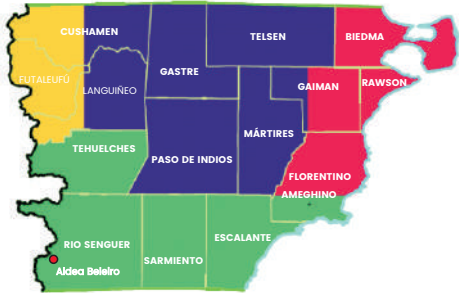 CUSHAMEN
TELSEN
BIEDMA
FUTALEUFÚ
LANGUIÑEO
GASTRE
GAIMAN
RAWSON
TEHUELCHES
PASO DE INDIOS
MÁRTIRES
FLORENTINO
AMEGHINO
RIO SENGUER
Aldea Beleiro
SARMIENTO
ESCALANTE